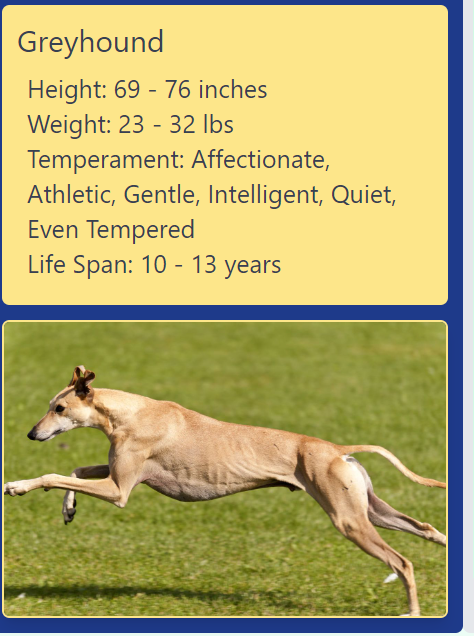 Greyhound
Height: 69 - 76 inches
Weight: 23 - 32 lbs
Temperament: Affectionate,
Athletic, Gentle, Intelligent, Quiet,
Even Tempered
Life Span: 10 - 13 years